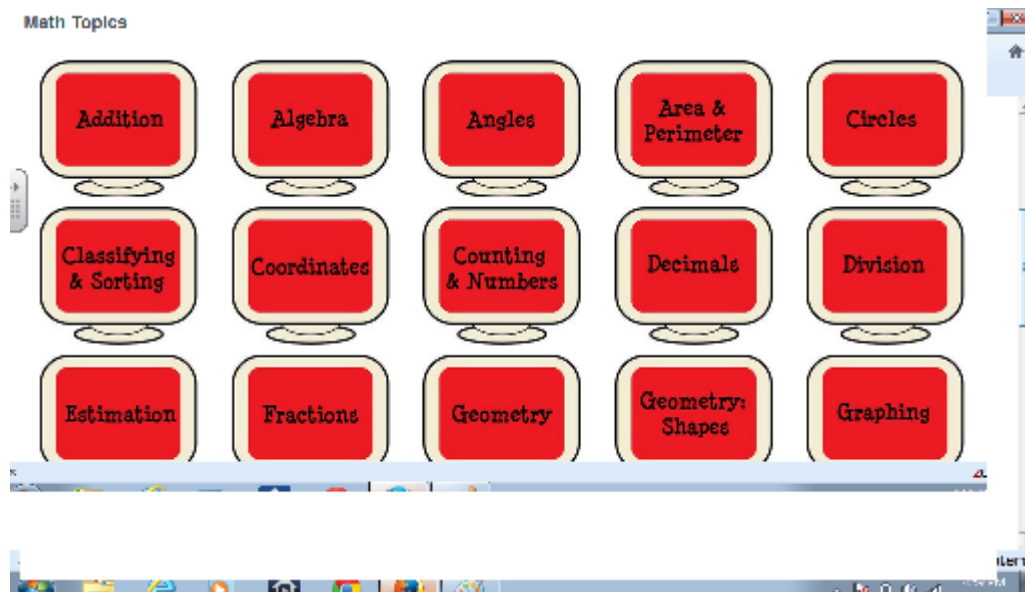 Math Topics
Addition
Algebra
Angles
Area &
Perimeter
Circles
Classifying
& Sorting
Coordinates
Counting
& Numbers
Decimals
Division
Estimation
Fractions
Geometry
Geometry:
Shapes
Graphing